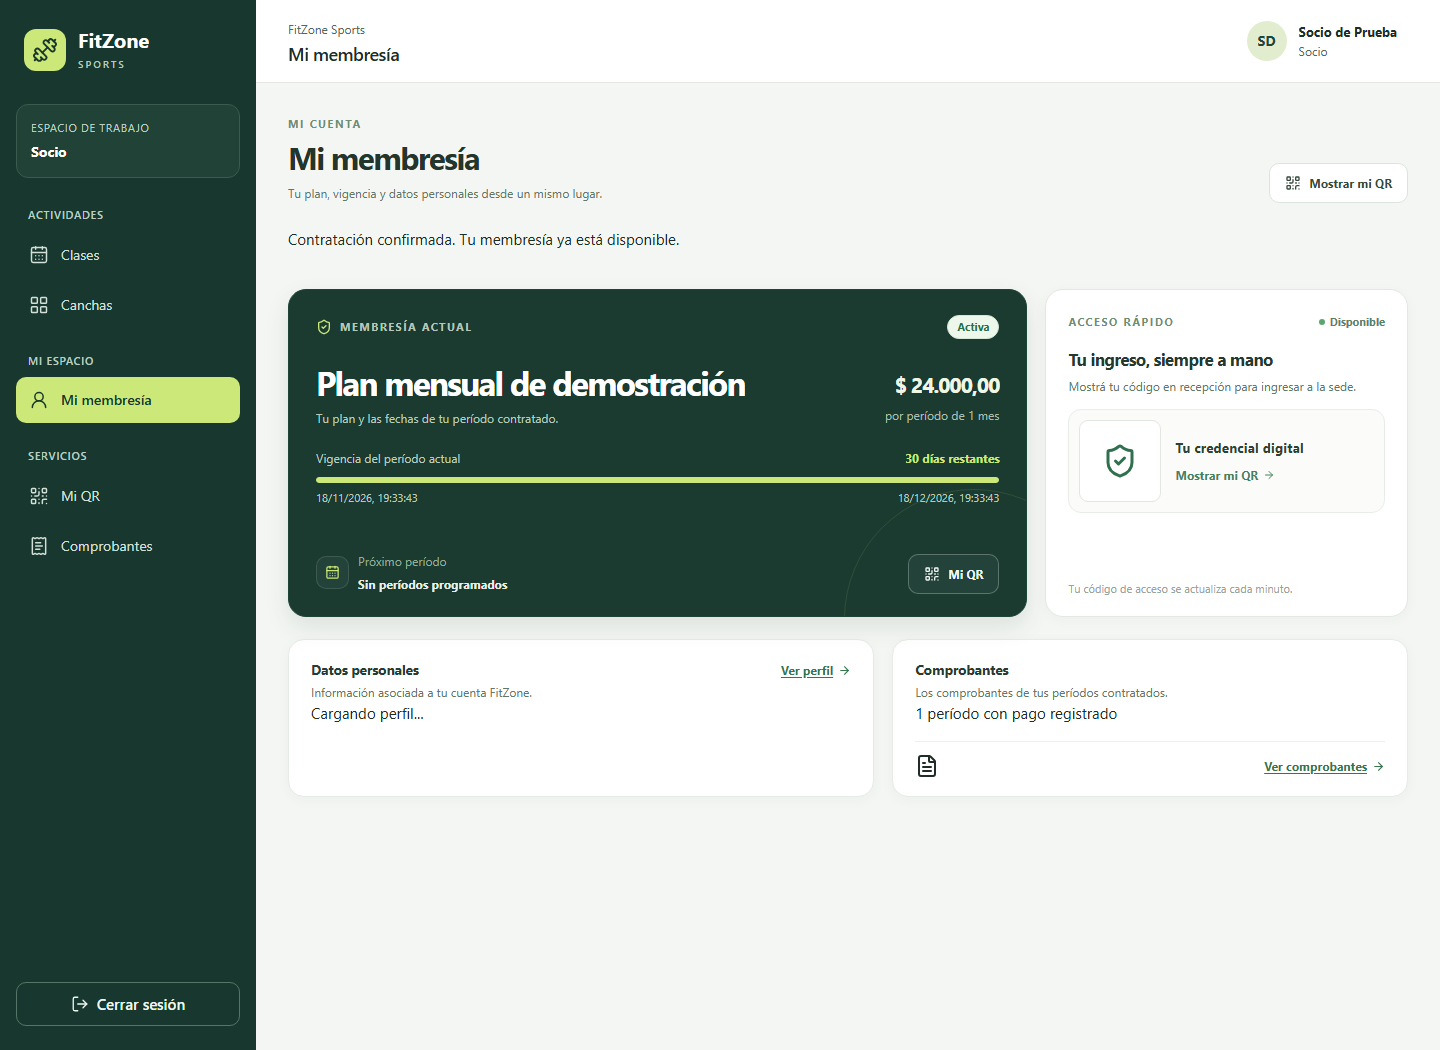 FitZone
SPORTS
ESPACIO DE TRABAJO
Socio
ACTIVIDADES
Clases
Canchas
MI ESPACIO
Mi membresía
SERVICIOS
Mi QR
Comprobantes
Cerrar sesión
FitZone Sports
Mi membresía
SD
Socio de Prueba
Socio
MI CUENTA
Mi membresía
Tu plan, vigencia y datos personales desde un mismo lugar.
Mostrar mi QR
Contratación confirmada. Tu membresía ya está disponible.
MEMBRESÍA ACTUAL
Activa
Plan mensual de demostración
$ 24.000,00
Tu plan y las fechas de tu período contratado.
por período de 1 mes
Vigencia del período actual
30 días restantes
18/11/2026, 19:33:43
18/12/2026, 19:33:43
Próximo período
Sin períodos programados
Mi QR
ACCESO RÁPIDO
Disponible
Tu ingreso, siempre a mano
Mostrá tu código en recepción para ingresar a la sede.
Tu credencial digital
Mostrar mi QR →
Tu código de acceso se actualiza cada minuto.
Datos personales
Ver perfil →
Información asociada a tu cuenta FitZone.
Cargando perfil...
Comprobantes
Los comprobantes de tus períodos contratados.
1 período con pago registrado
Ver comprobantes →